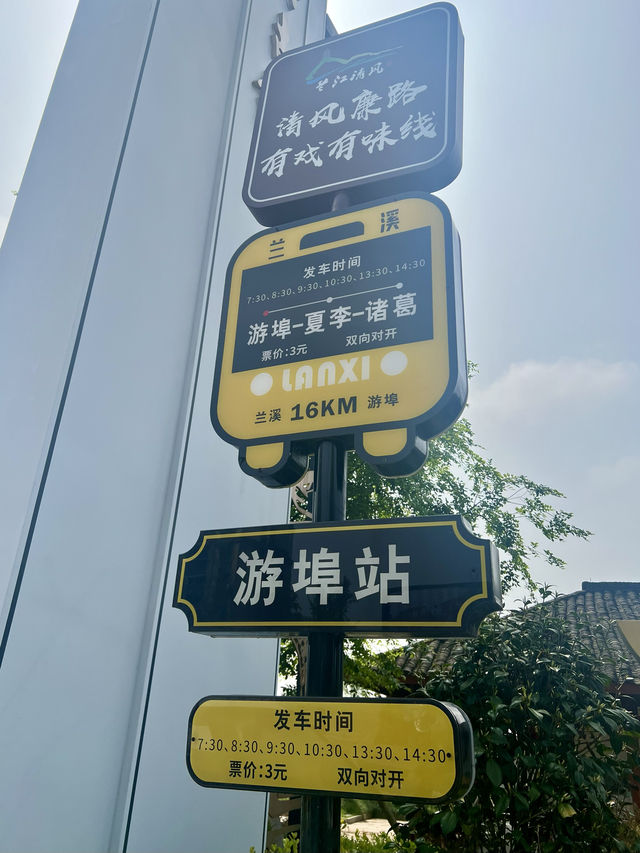 兰江清风
清风廉路
有戏有味线
兰溪
发车时间
7:30、8:30、9:30、10:30、13:30、14:30
游埠-夏李-诸葛
票价:3元 双向对开
LANXI
兰溪 16KM 游埠
游埠站
发车时间
7:30、8:30、9:30、10:30、13:30、14:30
票价:3元 双向对开